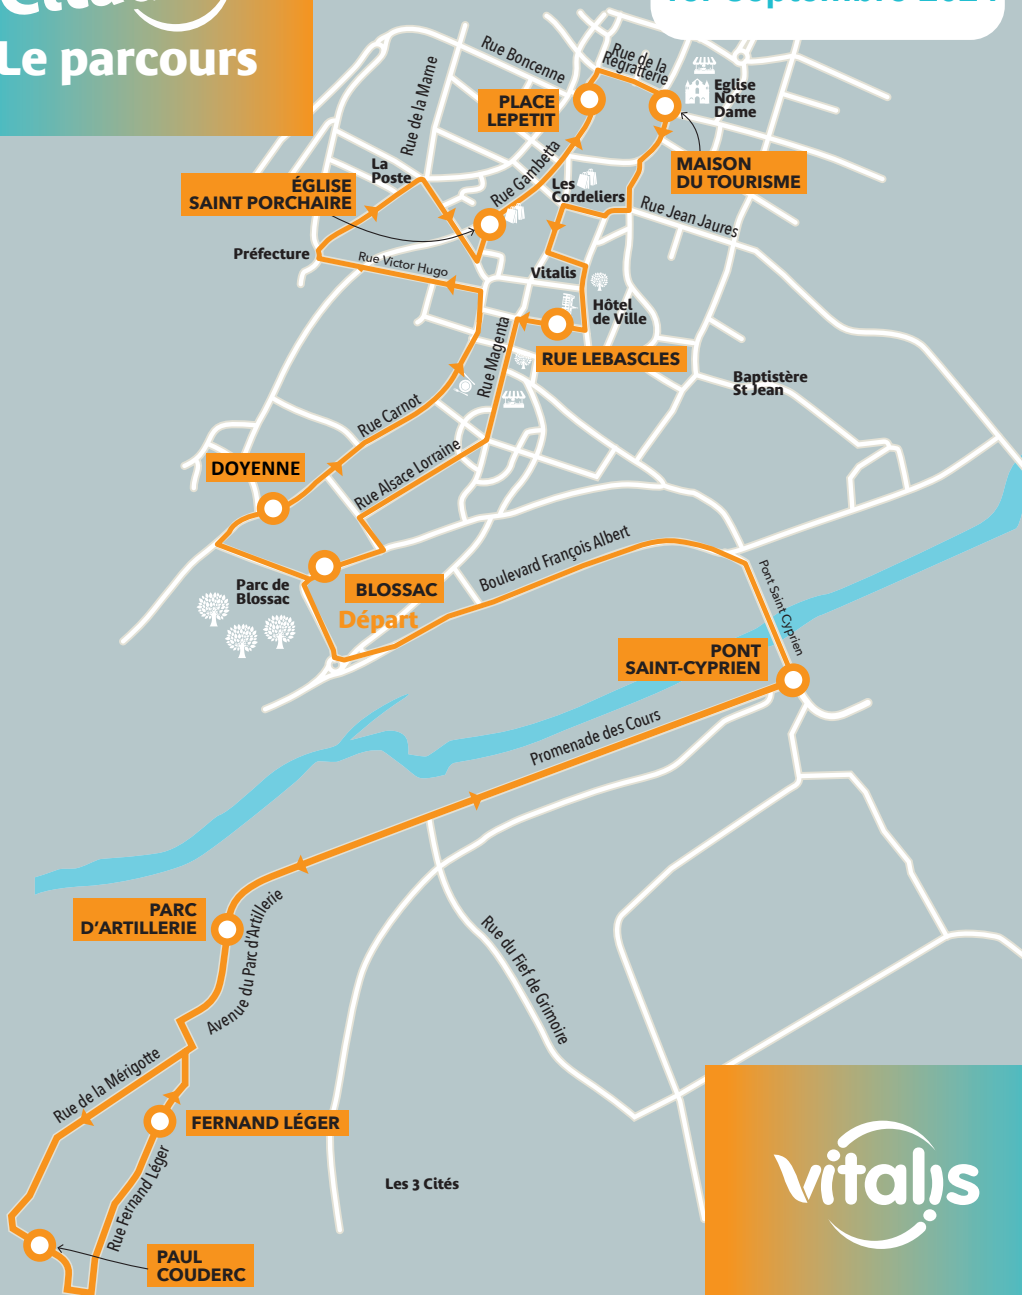 Le parcours
Rue Boncenne
Rue de la
Régratterie
Rue de la Marne
PLACE
LEPETIT
Eglise
Notre
Dame
La
Poste
Rue Gambetta
MAISON
DU TOURISME
ÉGLISE
SAINT PORCHAIRE
Les
Cordeliers
Rue Jean Jaures
Préfecture
Rue Victor Hugo
Vitalis
Hôtel
de Ville
Rue Magenta
RUE LEBASCLES
Baptistère
St Jean
Rue Carnot
DOYENNE
Rue Alsace Lorraine
Boulevard François Albert
Pont Saint Cyprien
Parc de
Blossac
BLOSSAC
Départ
PONT
SAINT-CYPRIEN
Promenade des Cours
PARC
D'ARTILLERIE
Avenue du Parc d'Artillerie
Rue du Fief de Grimoire
Rue de la Mérigotte
FERNAND LÉGER
Rue Fernand Léger
Les 3 Cités
PAUL
COUDERC
vitalis